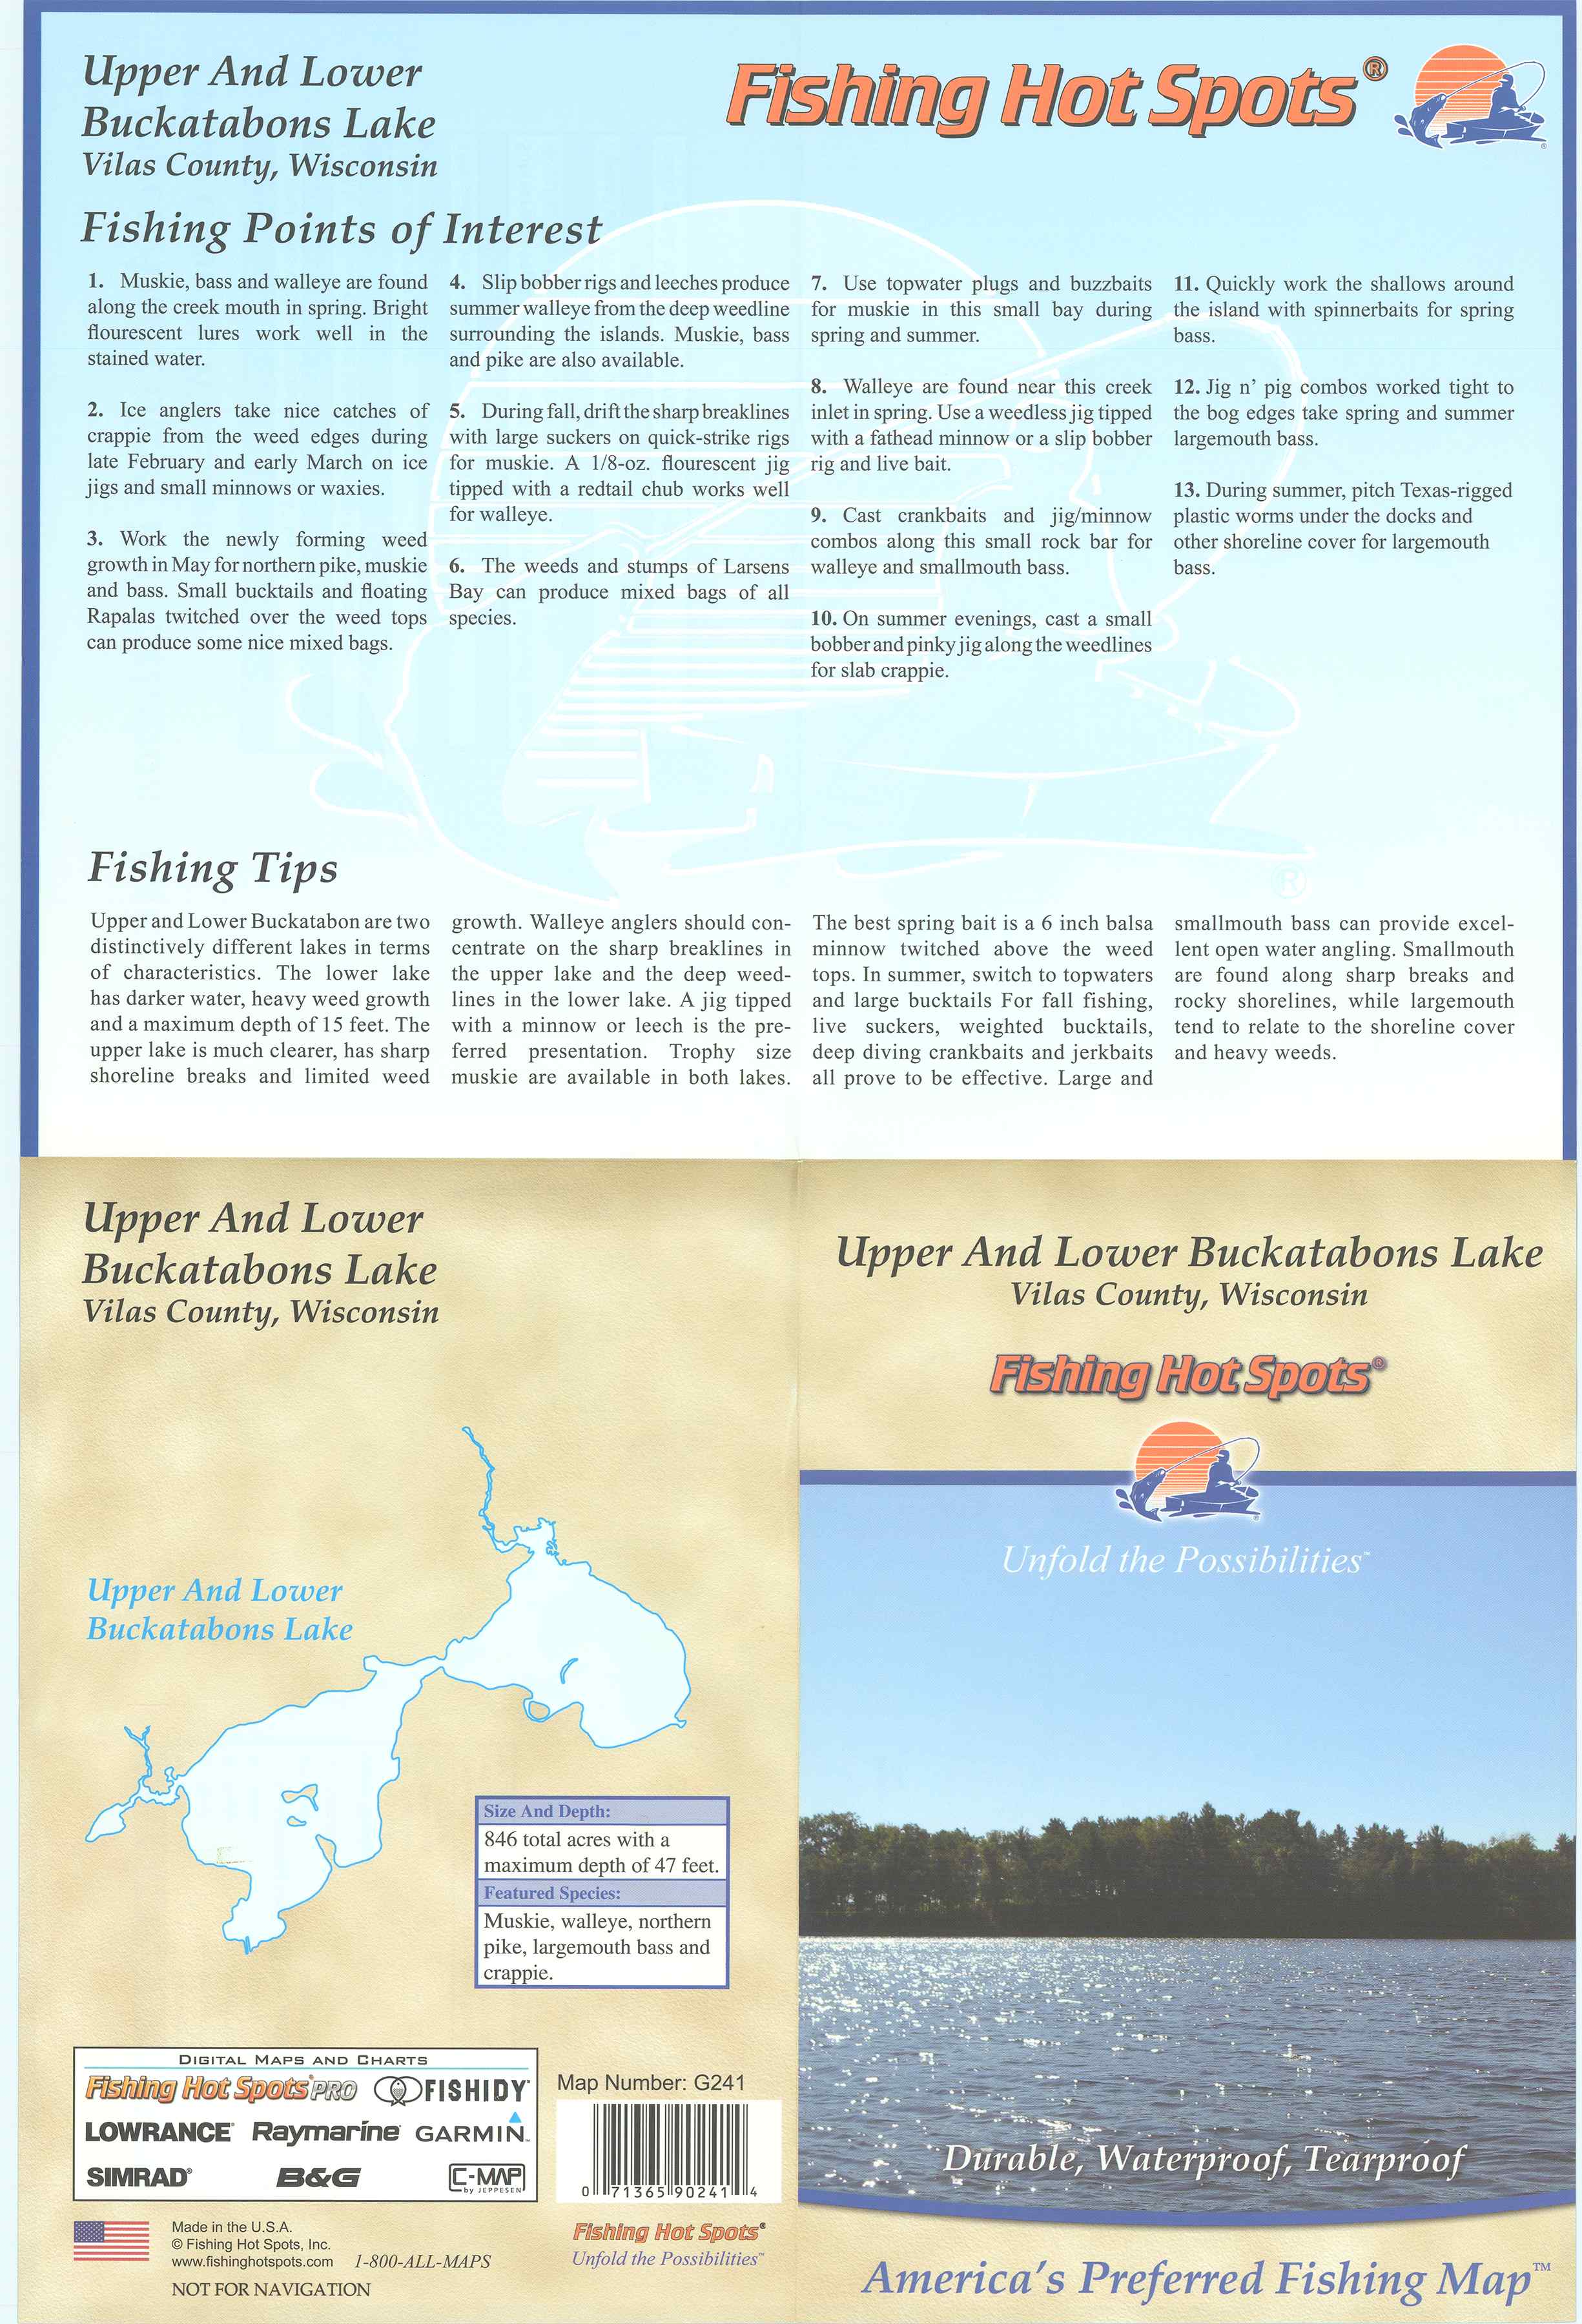 Upper And Lower
Buckatabons Lake
Vilas County, Wisconsin
Fishing Hot Spots®
Fishing Points of Interest
1. Muskie, bass and walleye are found
along the creek mouth in spring. Bright
flourescent lures work well in the
stained water.
2. Ice anglers take nice catches of
crappie from the weed edges during
late February and early March on ice
jigs and small minnows or waxies.
3. Work the newly forming weed
growth in May for northern pike, muskie
and bass. Small bucktails and floating
Rapalas twitched over the weed tops
can produce some nice mixed bags.
4. Slip bobber rigs and leeches produce
summer walleye from the deep weedline
surrounding the islands. Muskie, bass
and pike are also available.
5. During fall, drift the sharp breaklines
with large suckers on quick-strike rigs
for muskie. A 1/8-oz. flourescent jig
tipped with a redtail chub works well
for walleye.
6. The weeds and stumps of Larsens
Bay can produce mixed bags of all
species.
7. Use topwater plugs and buzzbaits
for muskie in this small bay during
spring and summer.
8. Walleye are found near this creek
inlet in spring. Use a weedless jig tipped
with a fathead minnow or a slip bobber
rig and live bait.
9. Cast crankbaits and jig/minnow
combos along this small rock bar for
walleye and smallmouth bass.
10. On summer evenings, cast a small
bobber and pinky jig along the weedlines
for slab crappie.
11. Quickly work the shallows around
the island with spinnerbaits for spring
bass.
12. Jig n' pig combos worked tight to
the bog edges take spring and summer
largemouth bass.
13. During summer, pitch Texas-rigged
plastic worms under the docks and
other shoreline cover for largemouth
bass.
®
Fishing Tips
Upper and Lower Buckatabon are two
distinctively different lakes in terms
of characteristics. The lower lake
has darker water, heavy weed growth
and a maximum depth of 15 feet. The
upper lake is much clearer, has sharp
shoreline breaks and limited weed
growth. Walleye anglers should con-
centrate on the sharp breaklines in
the upper lake and the deep weed-
lines in the lower lake. A jig tipped
with a minnow or leech is the pre-
ferred presentation. Trophy size
muskie are available in both lakes.
The best spring bait is a 6 inch balsa
minnow twitched above the weed
tops. In summer, switch to topwaters
and large bucktails For fall fishing,
live suckers, weighted bucktails,
deep diving crankbaits and jerkbaits
all prove to be effective. Large and
smallmouth bass can provide excel-
lent open water angling. Smallmouth
are found along sharp breaks and
rocky shorelines, while largemouth
tend to relate to the shoreline cover
and heavy weeds.
Upper And Lower
Buckatabons Lake
Vilas County, Wisconsin
Upper And Lower
Buckatabons Lake
Size And Depth:
846 total acres with a
maximum depth of 47 feet.
Featured Species:
Muskie, walleye, northern
pike, largemouth bass and
crappie.
DIGITAL MAPS AND CHARTS
Fishing Hot Spots® PRO FISHIDY
LOWRANCE® Raymarine® GARMIN™
SIMRAD® B&G C-MAP
by JEPPESEN
Map Number: G241
0 71365 90241 4
Made in the U.S.A.
© Fishing Hot Spots, Inc.
www.fishinghotspots.com 1-800-ALL-MAPS
NOT FOR NAVIGATION
Fishing Hot Spots®
Unfold the Possibilities™
Upper And Lower Buckatabons Lake
Vilas County, Wisconsin
Fishing Hot Spots®
Unfold the Possibilities™
Durable, Waterproof, Tearproof
America's Preferred Fishing Map™